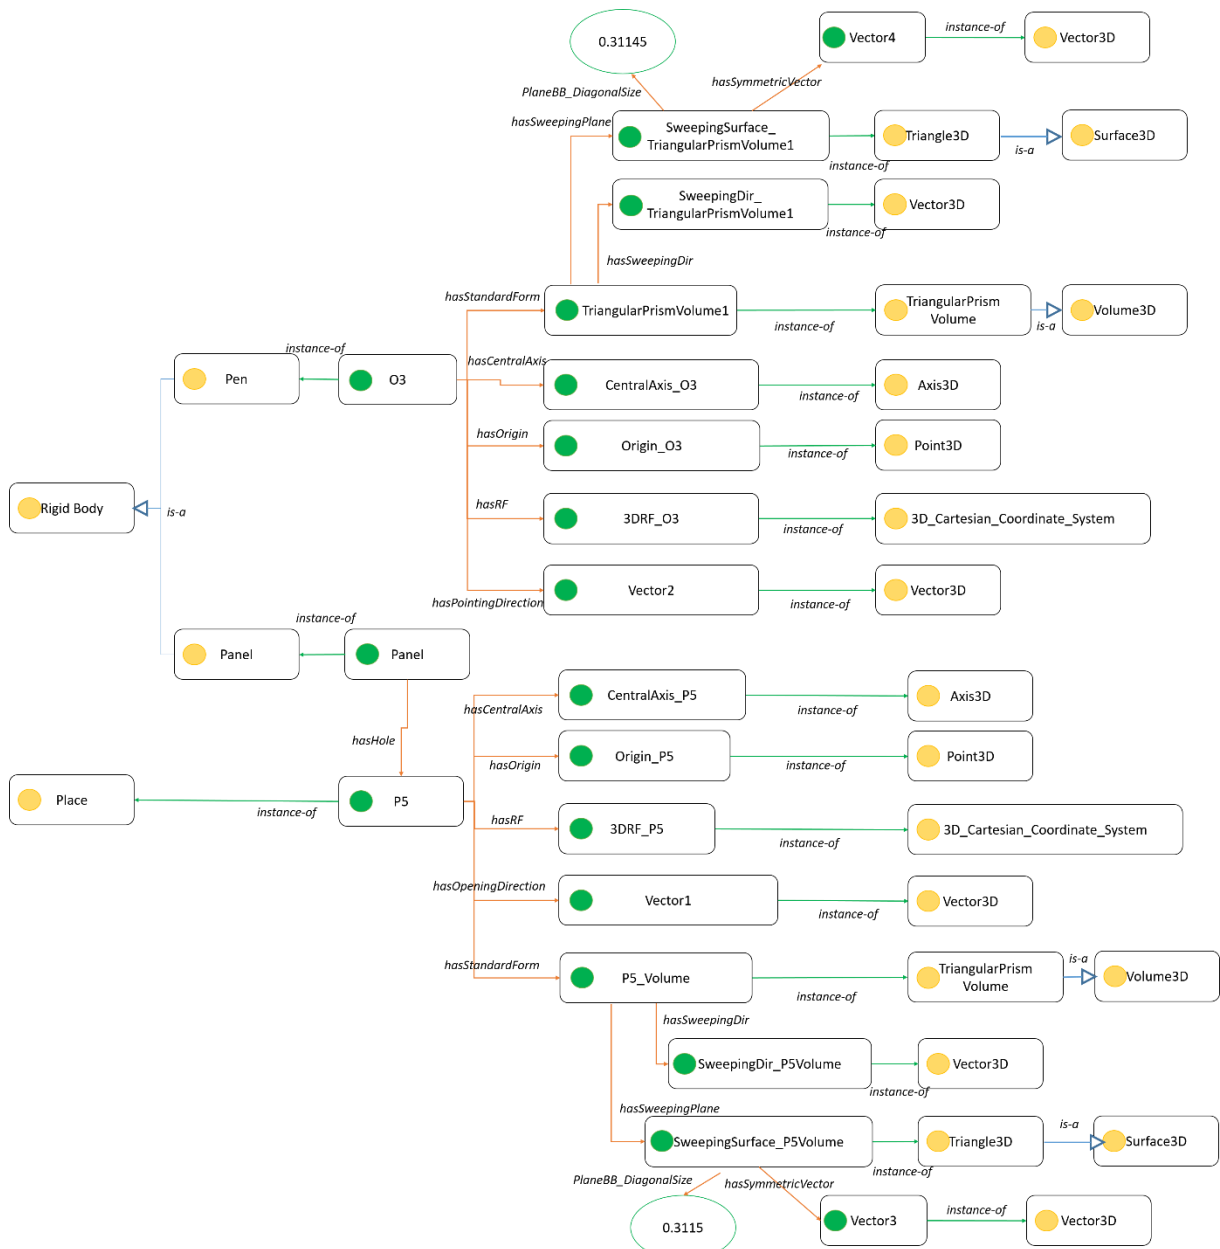 0.31145
Vector4
instance-of
Vector3D
PlaneBB_DiagonalSize
hasSymmetricVector
hasSweepingPlane
SweepingSurface_
TriangularPrismVolume1
instance-of
Triangle3D
is-a
Surface3D
SweepingDir_
TriangularPrismVolume1
instance-of
Vector3D
hasSweepingDir
hasStandardForm
TriangularPrismVolume1
instance-of
TriangularPrism
Volume
is-a
Volume3D
Pen
instance-of
O3
hasCentralAxis
CentralAxis_O3
instance-of
Axis3D
hasOrigin
Origin_O3
instance-of
Point3D
Rigid Body
is-a
hasRF
3DRF_O3
instance-of
3D_Cartesian_Coordinate_System
hasPointingDirection
Vector2
instance-of
Vector3D
Panel
instance-of
Panel
hasCentralAxis
CentralAxis_P5
instance-of
Axis3D
hasHole
hasOrigin
Origin_P5
instance-of
Point3D
Place
instance-of
P5
hasRF
3DRF_P5
instance-of
3D_Cartesian_Coordinate_System
hasOpeningDirection
Vector1
instance-of
Vector3D
hasStandardForm
P5_Volume
instance-of
TriangularPrism
Volume
is-a
Volume3D
hasSweepingDir
SweepingDir_P5Volume
instance-of
Vector3D
hasSweepingPlane
SweepingSurface_P5Volume
instance-of
Triangle3D
is-a
Surface3D
PlaneBB_DiagonalSize
hasSymmetricVector
0.3115
Vector3
instance-of
Vector3D